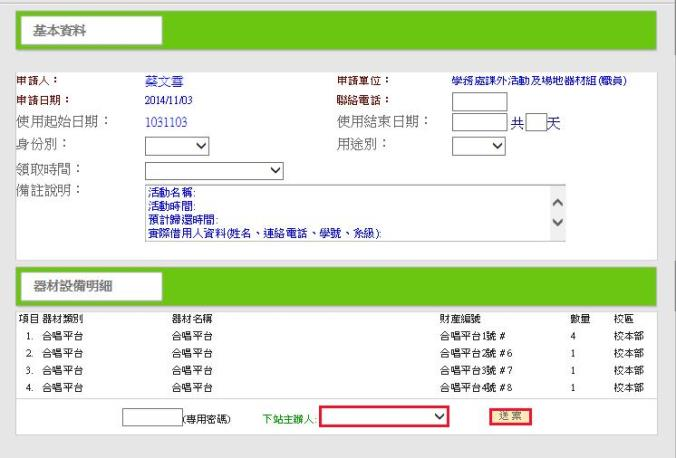 基本資料
申請人： 蔡文雪 申請單位： 學務處課外活動及場地器材組(職員)
申請日期： 2014/11/03 聯絡電話：
使用起始日期： 1031103 使用結束日期： 共 天
身份別： 用途別：
領取時間：
備註說明： 活動名稱:
活動時間:
預計歸還時間:
實際借用人資料(姓名、連絡電話、學號、系級):
器材設備明細
項目 器材類別 器材名稱 財產編號 數量 校區
1. 合唱平台 合唱平台 合唱平台1號 # 4 校本部
2. 合唱平台 合唱平台 合唱平台2號 #6 1 校本部
3. 合唱平台 合唱平台 合唱平台3號 #7 1 校本部
4. 合唱平台 合唱平台 合唱平台4號 #8 1 校本部
(專用密碼) 下站主辦人: 送案